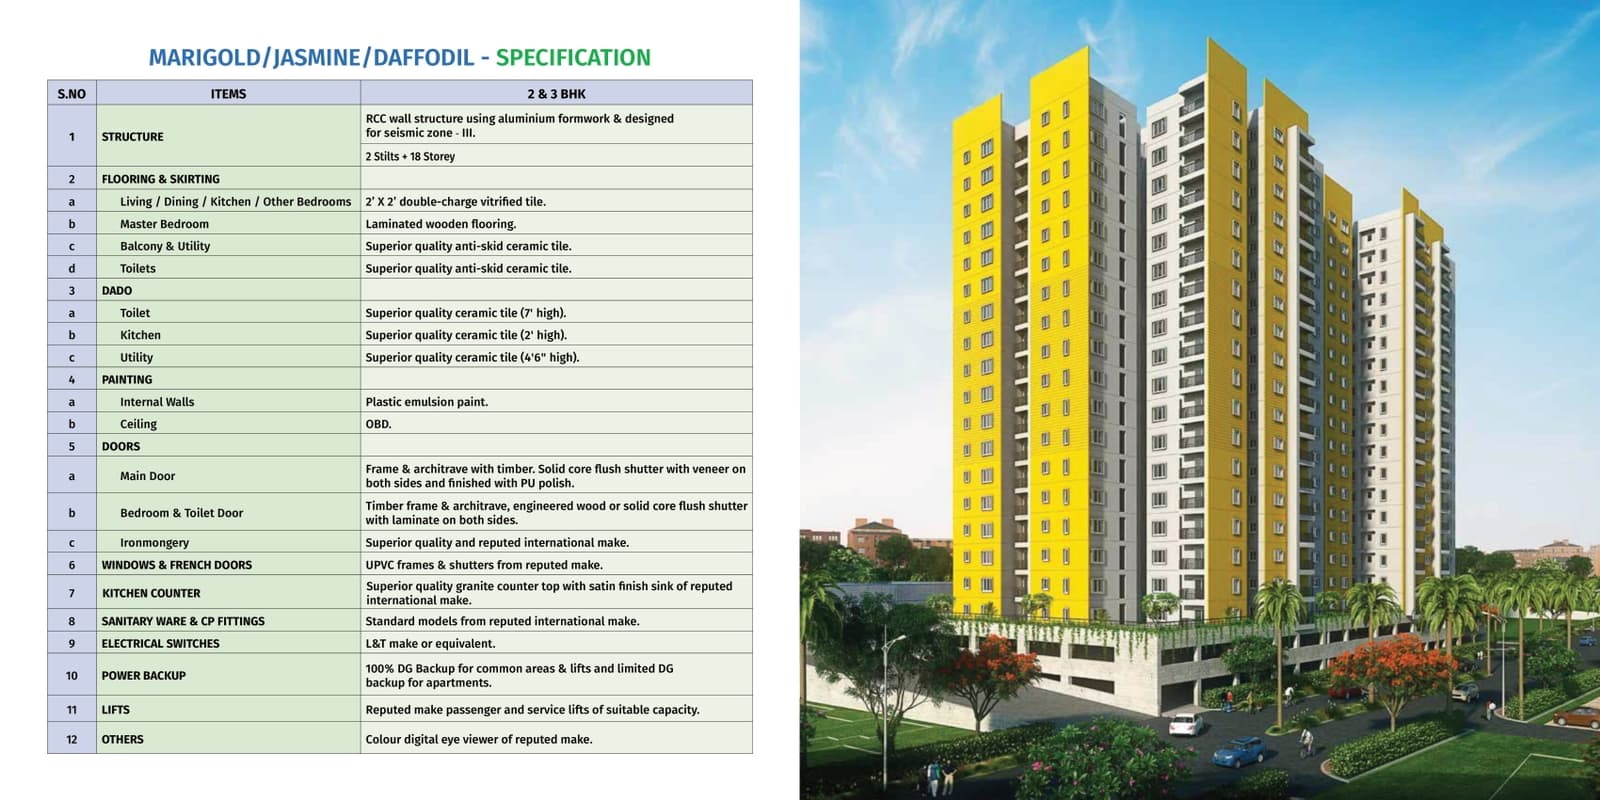 MARIGOLD/JASMINE/DAFFODIL - SPECIFICATION
S.NO ITEMS 2 & 3 BHK
1 STRUCTURE RCC wall structure using aluminium formwork & designed
for seismic zone - III.
2 Stilts + 18 Storey
2 FLOORING & SKIRTING
a Living / Dining / Kitchen / Other Bedrooms 2' X 2' double-charge vitrified tile.
b Master Bedroom Laminated wooden flooring.
c Balcony & Utility Superior quality anti-skid ceramic tile.
d Toilets Superior quality anti-skid ceramic tile.
3 DADO
a Toilet Superior quality ceramic tile (7' high).
b Kitchen Superior quality ceramic tile (2' high).
c Utility Superior quality ceramic tile (4'6" high).
4 PAINTING
a Internal Walls Plastic emulsion paint.
b Ceiling OBD.
5 DOORS
a Main Door Frame & architrave with timber. Solid core flush shutter with veneer on
both sides and finished with PU polish.
b Bedroom & Toilet Door Timber frame & architrave, engineered wood or solid core flush shutter
with laminate on both sides.
c Ironmongery Superior quality and reputed international make.
6 WINDOWS & FRENCH DOORS UPVC frames & shutters from reputed make.
7 KITCHEN COUNTER Superior quality granite counter top with satin finish sink of reputed
international make.
8 SANITARY WARE & CP FITTINGS Standard models from reputed international make.
9 ELECTRICAL SWITCHES L&T make or equivalent.
10 POWER BACKUP 100% DG Backup for common areas & lifts and limited DG
backup for apartments.
11 LIFTS Reputed make passenger and service lifts of suitable capacity.
12 OTHERS Colour digital eye viewer of reputed make.